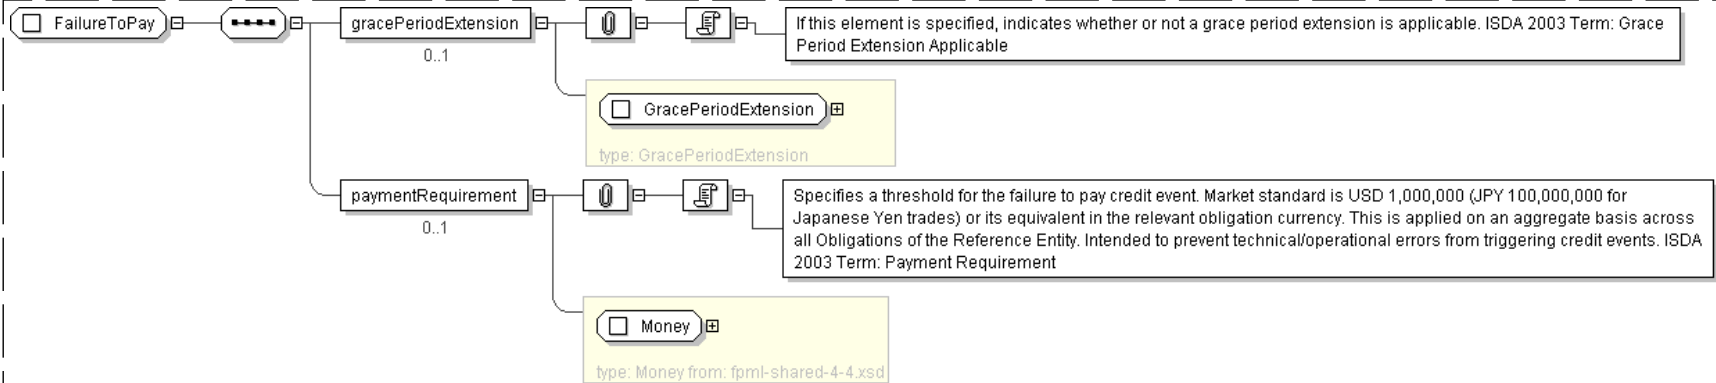 FailureToPay
gracePeriodExtension
0..1
If this element is specified, indicates whether or not a grace period extension is applicable. ISDA 2003 Term: Grace
Period Extension Applicable
GracePeriodExtension
type: GracePeriodExtension
paymentRequirement
0..1
Specifies a threshold for the failure to pay credit event. Market standard is USD 1,000,000 (JPY 100,000,000 for
Japanese Yen trades) or its equivalent in the relevant obligation currency. This is applied on an aggregate basis across
all Obligations of the Reference Entity. Intended to prevent technical/operational errors from triggering credit events. ISDA
2003 Term: Payment Requirement
Money
type: Money from: fpml-shared-4-4.xsd